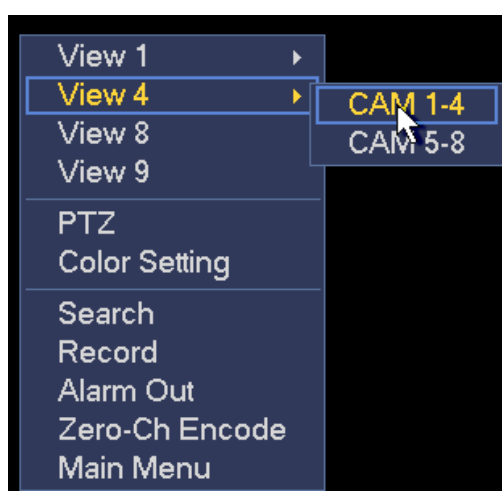 View 1
View 4
CAM 1-4
View 8
CAM 5-8
View 9
PTZ
Color Setting
Search
Record
Alarm Out
Zero-Ch Encode
Main Menu